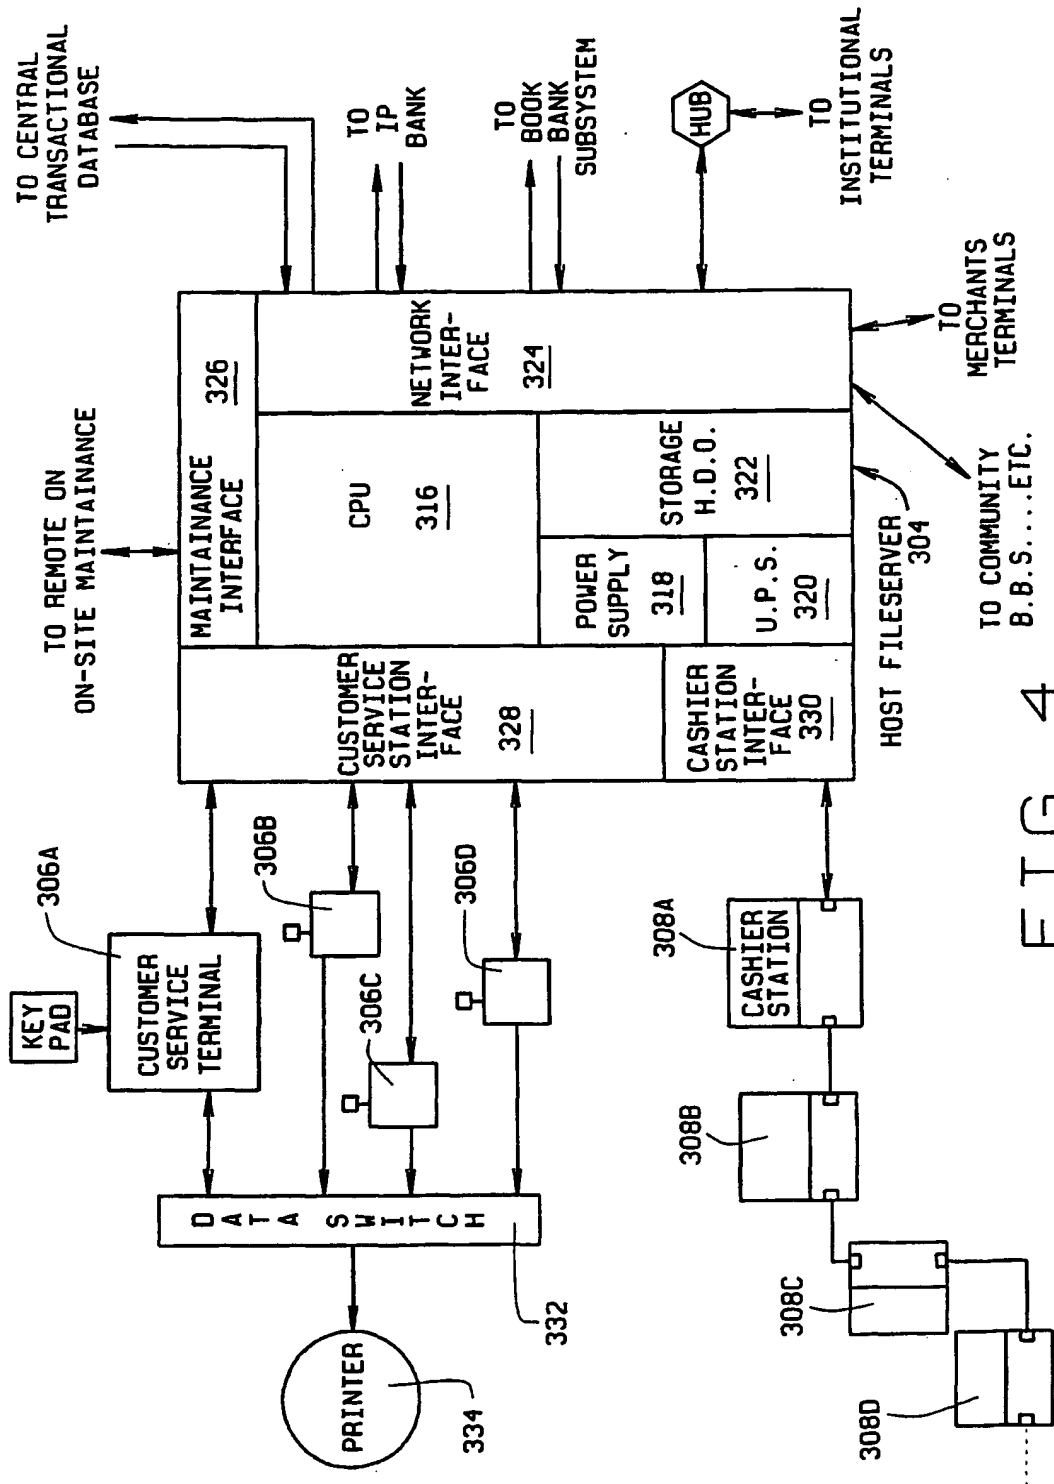 TO CENTRAL
TRANSACTIONAL
DATABASE
TO
IP
BANK
TO
BOOK
BANK
SUBSYSTEM
HUB
TO
INSTITUTIONAL
TERMINALS
TO REMOTE ON
ON-SITE MAINTAINANCE
MAINTAINANCE
INTERFACE
326
NETWORK
INTER-
FACE
324
TO
MERCHANTS
TERMINALS
CPU
316
STORAGE
H.D.O.
322
POWER
SUPPLY
318
U.P.S.
320
HOST FILESERVER
304
TO COMMUNITY
B.B.S....ETC.
CUSTOMER
SERVICE
STATION
INTER-
FACE
328
CASHIER
STATION
INTER-
FACE
330
306A
KEY
PAD
CUSTOMER
SERVICE
TERMINAL
306B
306C
306D
308A
CASHIER
STATION
308B
308C
308D
DATA SWITCH
332
PRINTER
334
FIG 4